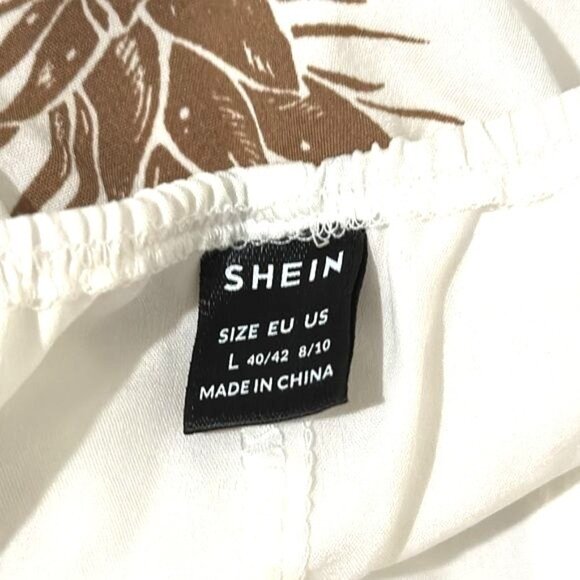 SHEIN
SIZE EU US
L 40/42 8/10
MADE IN CHINA